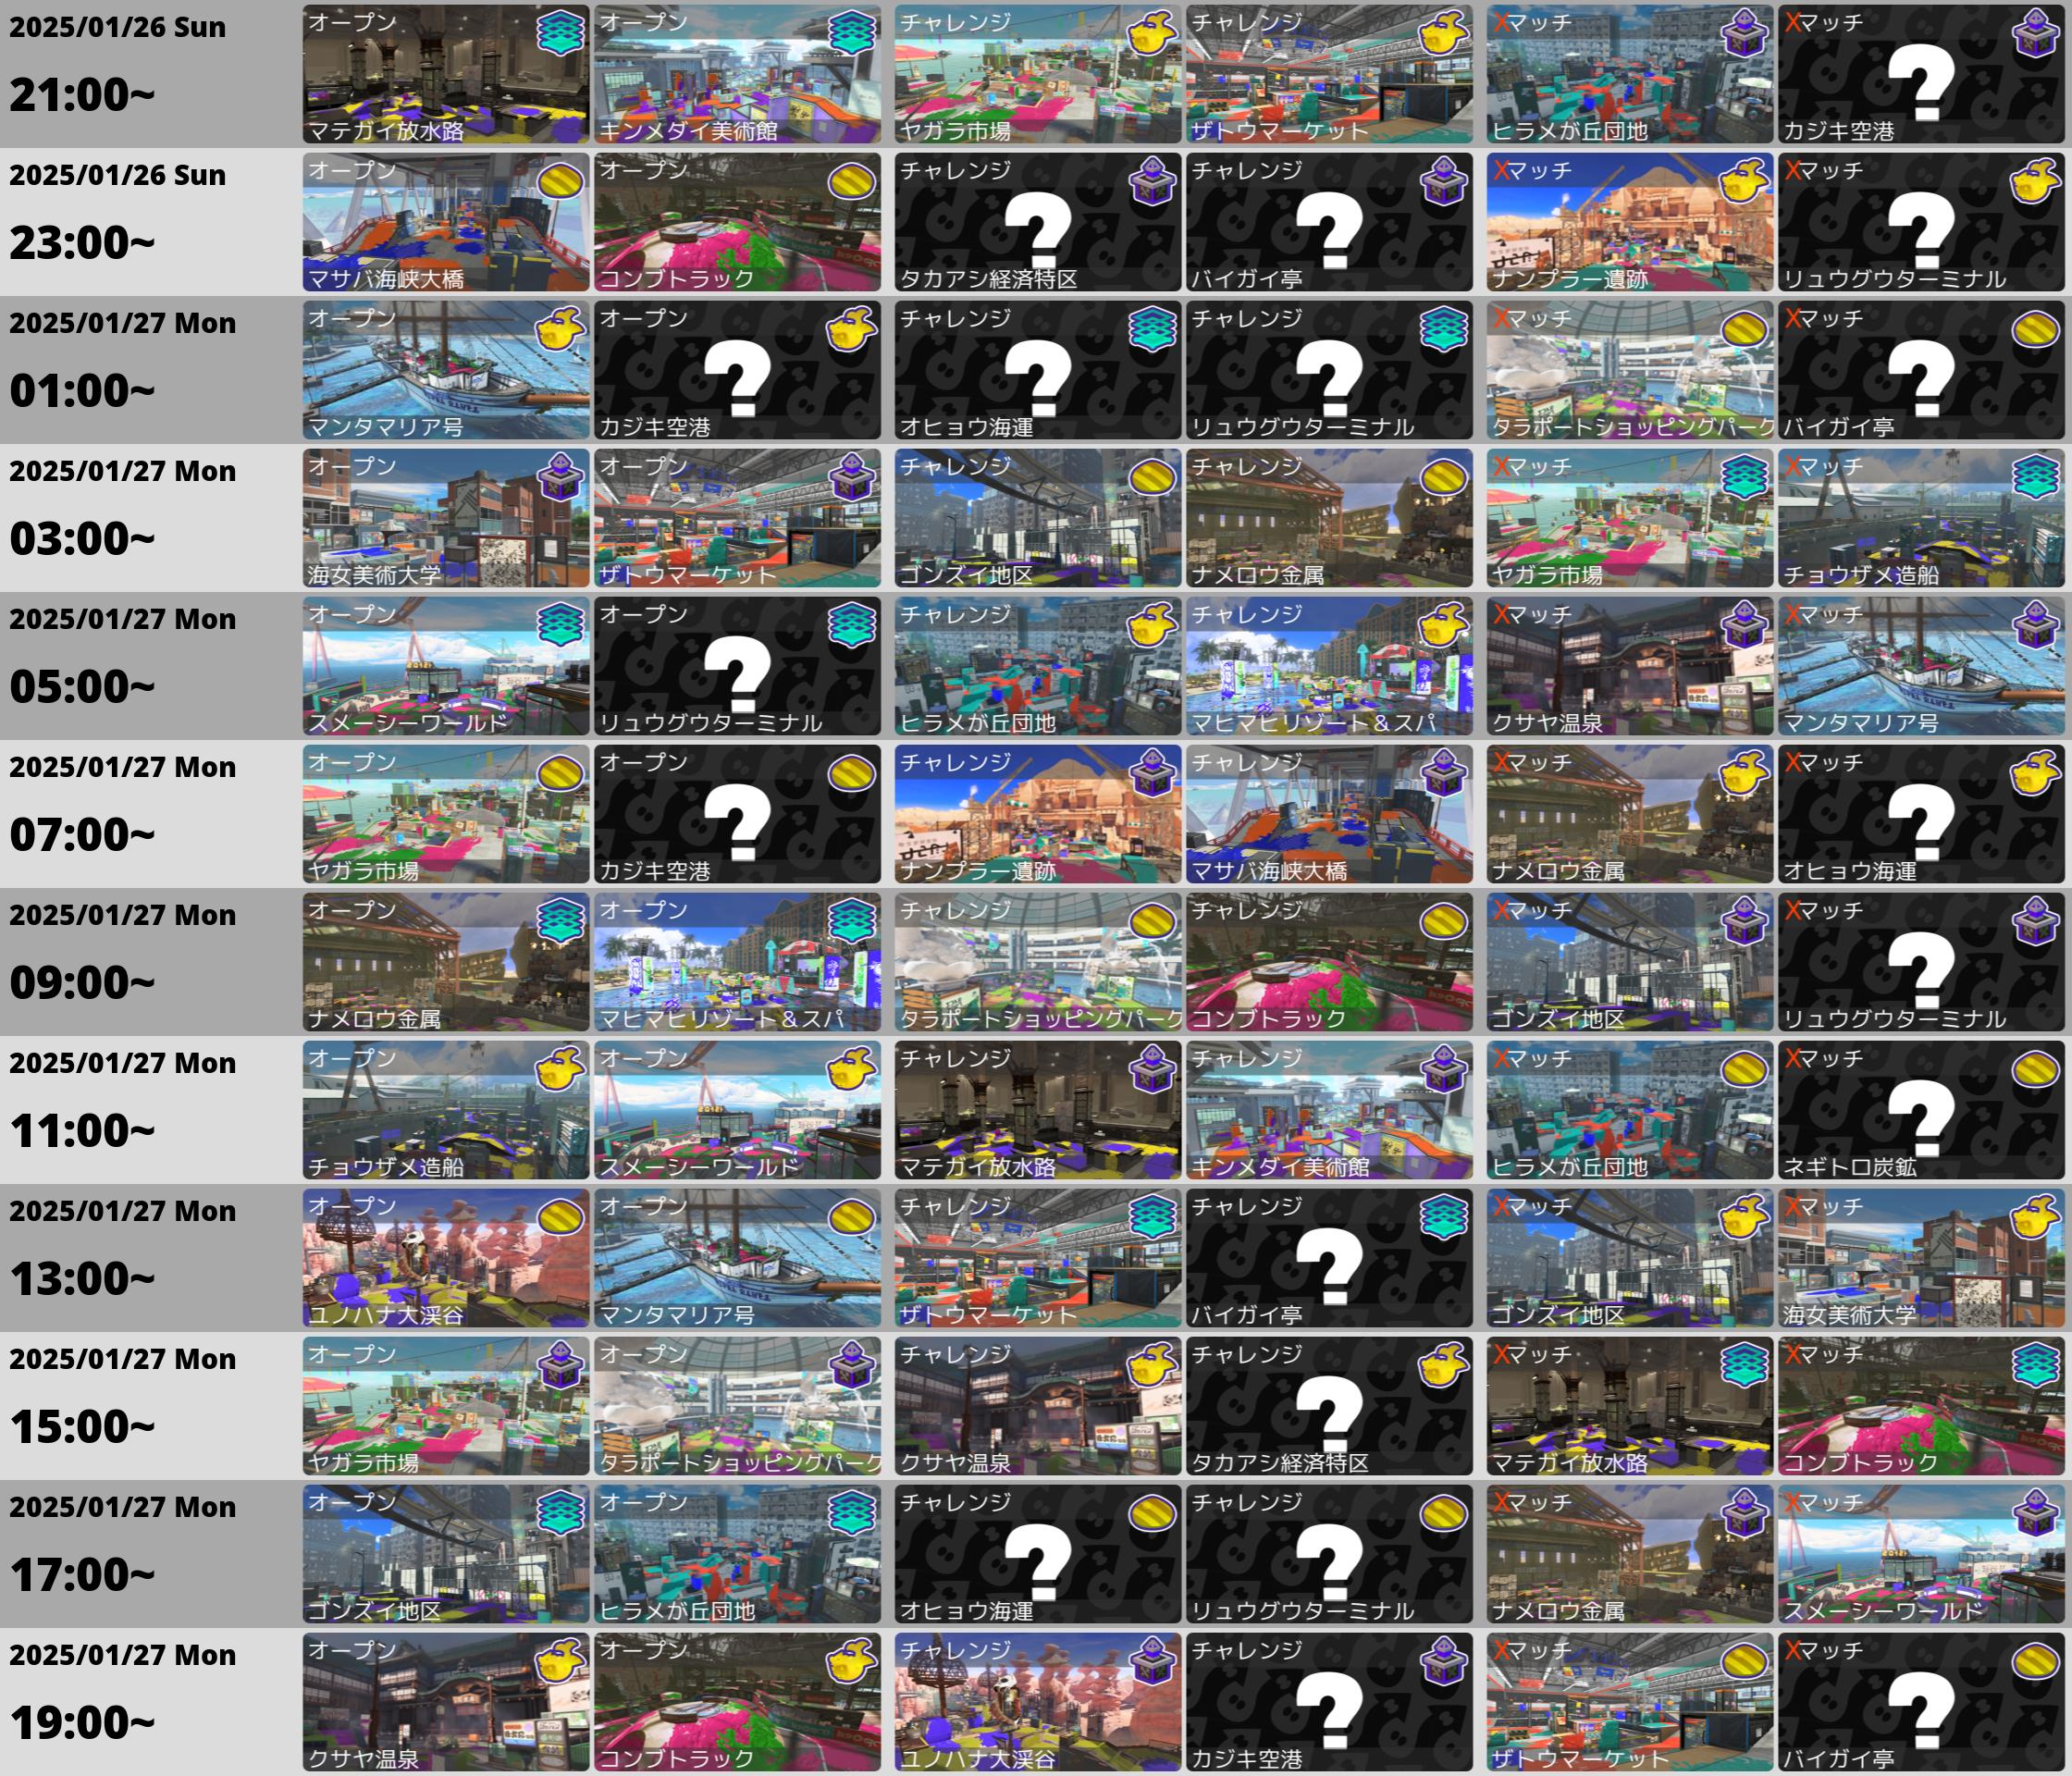 2025/01/26 Sun
21:00~
オープン
マテガイ放水路
オープン
キンメダイ美術館
チャレンジ
ヤガラ市場
チャレンジ
ザトウマーケット
Xマッチ
ヒラメが丘団地
Xマッチ
?
カジキ空港
2025/01/26 Sun
23:00~
オープン
マサバ海峡大橋
オープン
コンブトラック
チャレンジ
?
タカアシ経済特区
チャレンジ
?
バイガイ亭
Xマッチ
ナンプラー遺跡
Xマッチ
?
リュウグウターミナル
2025/01/27 Mon
01:00~
オープン
マンタマリア号
オープン
?
カジキ空港
チャレンジ
?
オヒョウ海運
チャレンジ
?
リュウグウターミナル
Xマッチ
タラポートショッピングパーク
Xマッチ
?
バイガイ亭
2025/01/27 Mon
03:00~
オープン
海女美術大学
オープン
ザトウマーケット
チャレンジ
ゴンズイ地区
チャレンジ
ナメロウ金属
Xマッチ
ヤガラ市場
Xマッチ
チョウザメ造船
2025/01/27 Mon
05:00~
オープン
スメーシーワールド
オープン
?
リュウグウターミナル
チャレンジ
ヒラメが丘団地
チャレンジ
マヒマヒリゾート&スパ
Xマッチ
クサヤ温泉
Xマッチ
マンタマリア号
2025/01/27 Mon
07:00~
オープン
ヤガラ市場
オープン
?
カジキ空港
チャレンジ
ナンプラー遺跡
チャレンジ
マサバ海峡大橋
Xマッチ
ナメロウ金属
Xマッチ
?
オヒョウ海運
2025/01/27 Mon
09:00~
オープン
ナメロウ金属
オープン
マヒマヒリゾート&スパ
チャレンジ
タラポートショッピングパーク
チャレンジ
コンブトラック
Xマッチ
ゴンズイ地区
Xマッチ
?
リュウグウターミナル
2025/01/27 Mon
11:00~
オープン
チョウザメ造船
オープン
スメーシーワールド
チャレンジ
マテガイ放水路
チャレンジ
キンメダイ美術館
Xマッチ
ヒラメが丘団地
Xマッチ
?
ネギトロ炭鉱
2025/01/27 Mon
13:00~
オープン
ユノハナ大渓谷
オープン
マンタマリア号
チャレンジ
ザトウマーケット
チャレンジ
?
バイガイ亭
Xマッチ
ゴンズイ地区
Xマッチ
海女美術大学
2025/01/27 Mon
15:00~
オープン
ヤガラ市場
オープン
タラポートショッピングパーク
チャレンジ
クサヤ温泉
チャレンジ
?
タカアシ経済特区
Xマッチ
マテガイ放水路
Xマッチ
コンブトラック
2025/01/27 Mon
17:00~
オープン
ゴンズイ地区
オープン
ヒラメが丘団地
チャレンジ
?
オヒョウ海運
チャレンジ
?
リュウグウターミナル
Xマッチ
ナメロウ金属
Xマッチ
スメーシーワールド
2025/01/27 Mon
19:00~
オープン
クサヤ温泉
オープン
コンブトラック
チャレンジ
ユノハナ大渓谷
チャレンジ
?
カジキ空港
Xマッチ
ザトウマーケット
Xマッチ
?
バイガイ亭